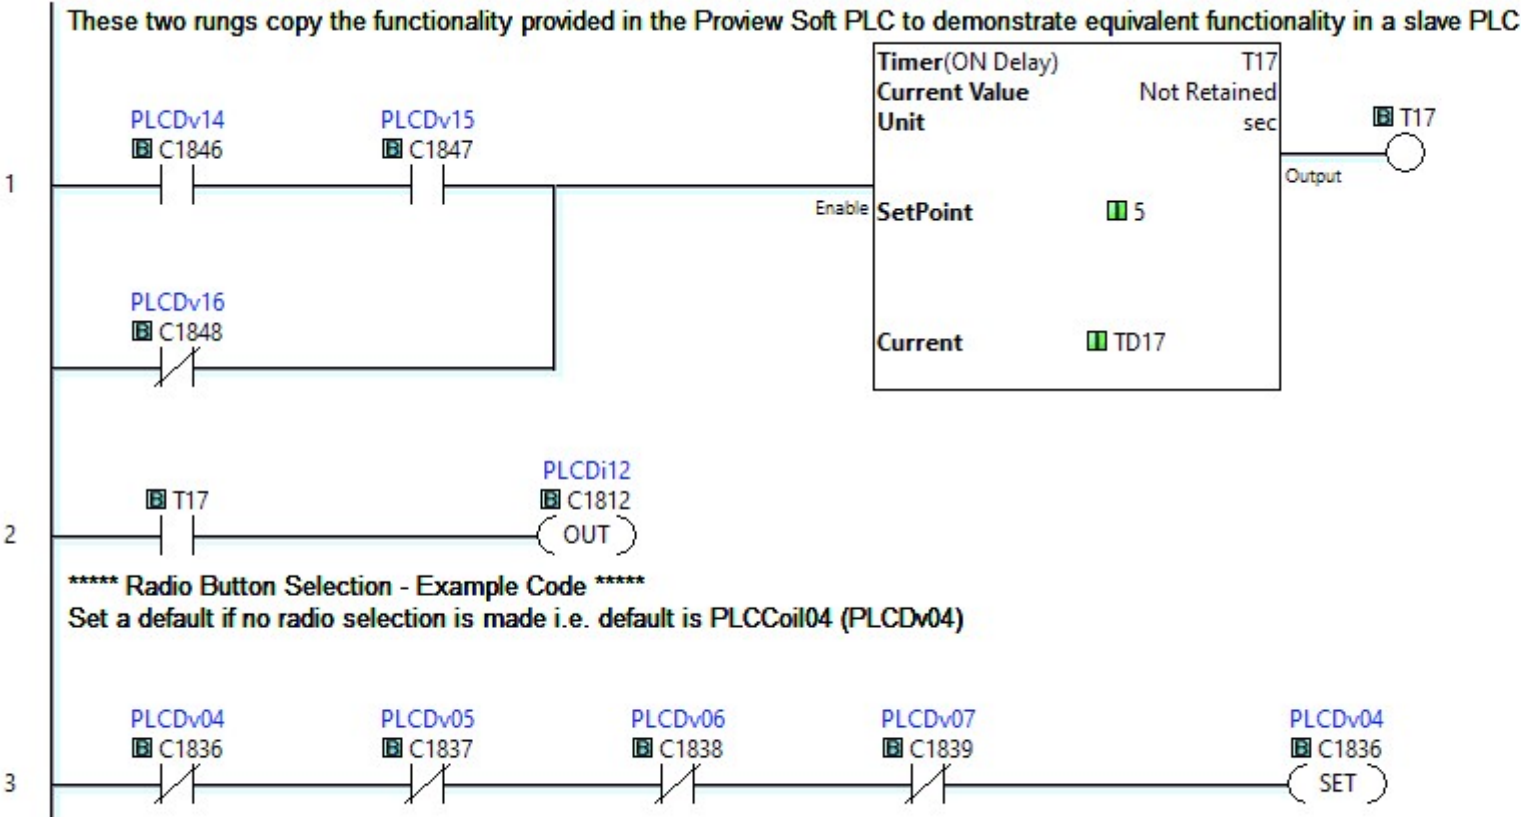 These two rungs copy the functionality provided in the Proview Soft PLC to demonstrate equivalent functionality in a slave PLC
Timer(ON Delay) T17
Current Value Not Retained
Unit sec
B T17
PLCDv14 PLCDv15
B C1846 B C1847
1
Output
Enable SetPoint 5
PLCDv16
B C1848
Current TD17
PLCDi12
B T17 B C1812
2 OUT
***** Radio Button Selection - Example Code *****
Set a default if no radio selection is made i.e. default is PLCCoil04 (PLCDv04)
PLCDv04 PLCDv05 PLCDv06 PLCDv07 PLCDv04
B C1836 B C1837 B C1838 B C1839 B C1836
3 SET